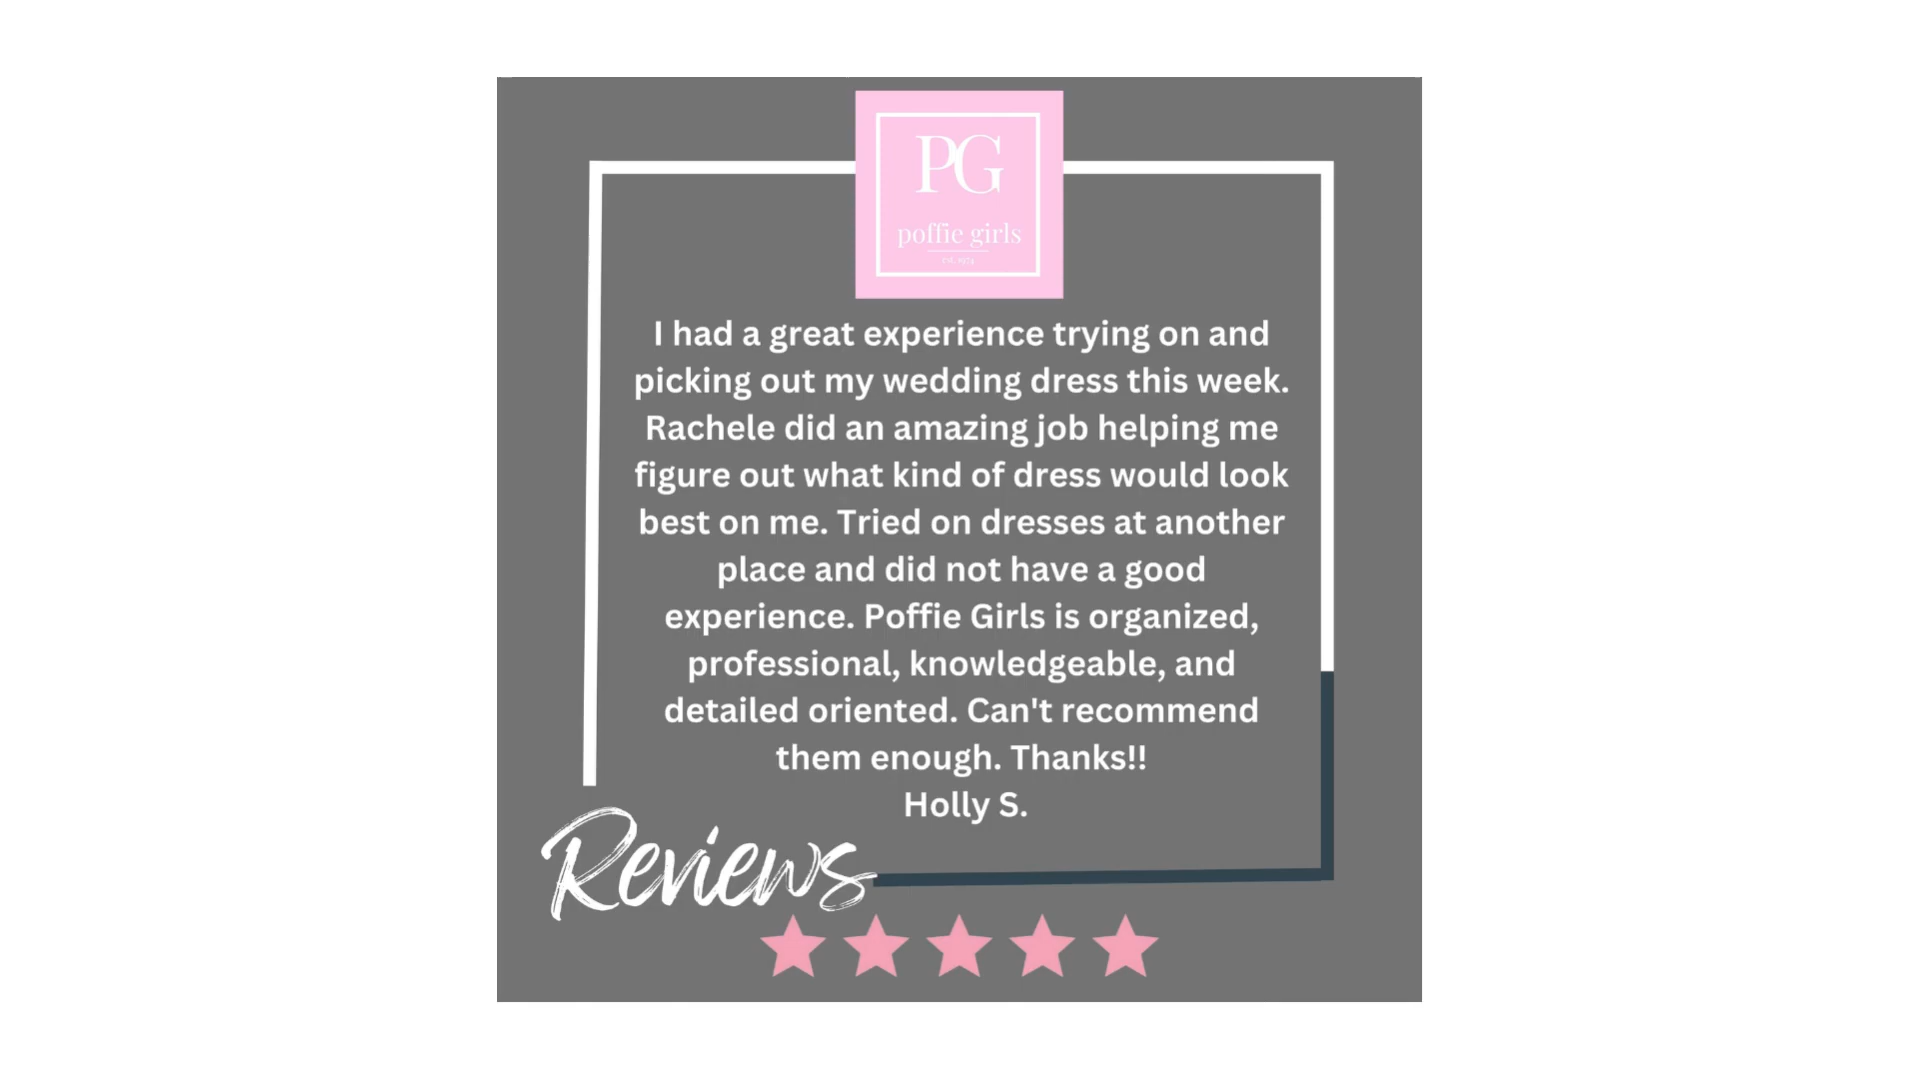 PG
poffie girls
I had a great experience trying on and
picking out my wedding dress this week.
Rachele did an amazing job helping me
figure out what kind of dress would look
best on me. Tried on dresses at another
place and did not have a good
experience. Poffie Girls is organized,
professional, knowledgeable, and
detailed oriented. Can't recommend
them enough. Thanks!!
Holly S.
Reviews